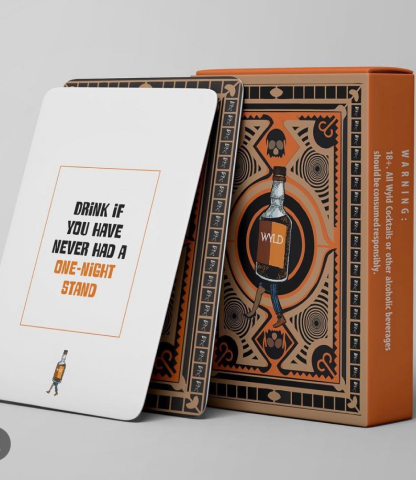 DRINK IF
YOU HAVE
NEVER HAD A
ONE-NIGHT
STAND
WYLD
WARNING:
18+. All Wyld Cocktails or other alcoholic beverages
should be consumed responsibly.